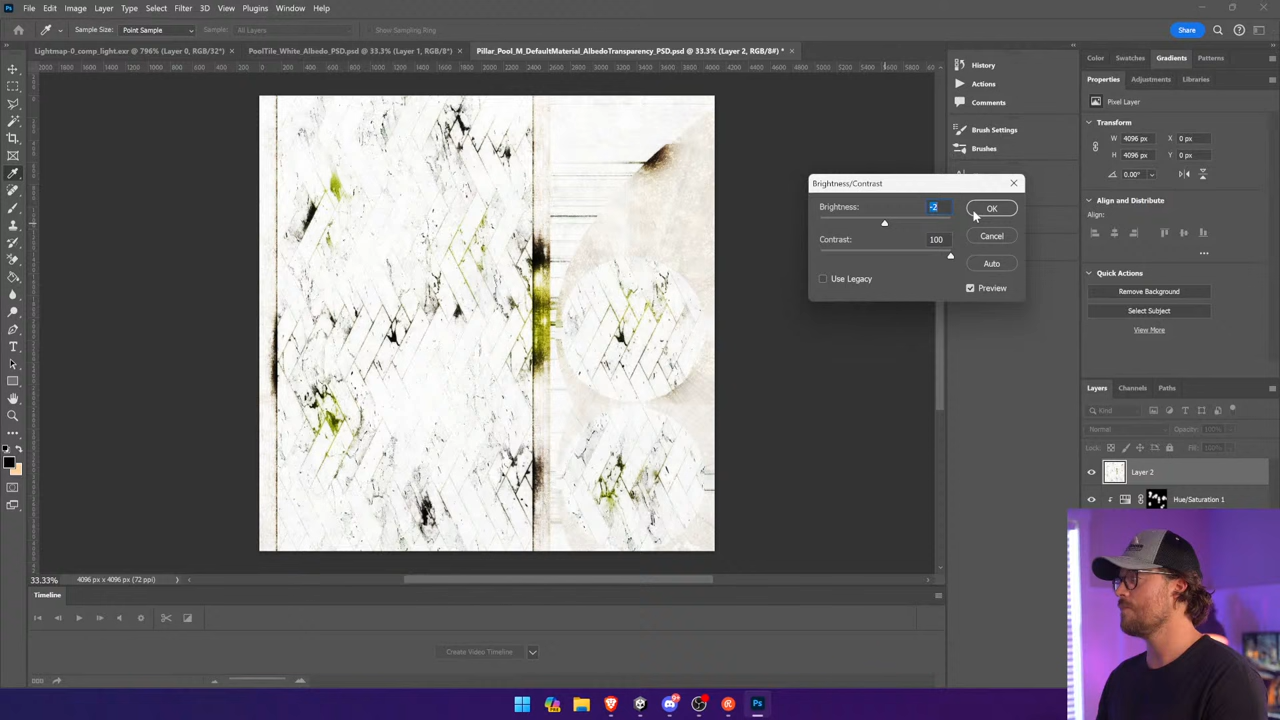 Ps File Edit Image Layer Type Select Filter 3D View Plugins Window Help
Sample Size: Point Sample Sample: All Layers Show Sampling Ring Share
Lightmap-0_comp_light.exr @ 796% (Layer 0, RGB/32*) × PoolTile_White_Albedo_PSD.psd @ 33.3% (Layer 1, RGB/8*) × Pillar_Pool_M_DefaultMaterial_AlbedoTransparency_PSD.psd @ 33.3% (Layer 2, RGB/8#) * ×
History
Actions
Comments
Brush Settings
Brushes
Color Swatches Gradients Patterns
Properties Adjustments Libraries
Pixel Layer
Transform
W 4096 px X 0 px
H 4096 px Y 0 px
0.00°
Align and Distribute
Align:
Quick Actions
Remove Background
Select Subject
View More
Brightness/Contrast
Brightness: -2
OK
Contrast: 100
Cancel
Auto
Use Legacy
Preview
Layers Channels Paths
Kind
Normal Opacity: 100%
Lock: Fill: 100%
Layer 2
Hue/Saturation 1
33.33% 4096 px x 4096 px (72 ppi)
Timeline
Create Video Timeline
PRE
9+
Ps